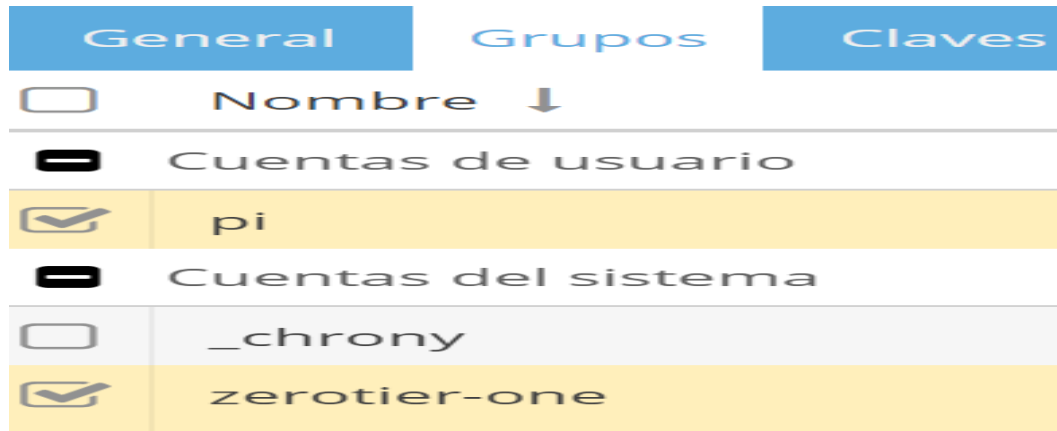 General Grupos Claves
Nombre
Cuentas de usuario
pi
Cuentas del sistema
_chrony
zerotier-one